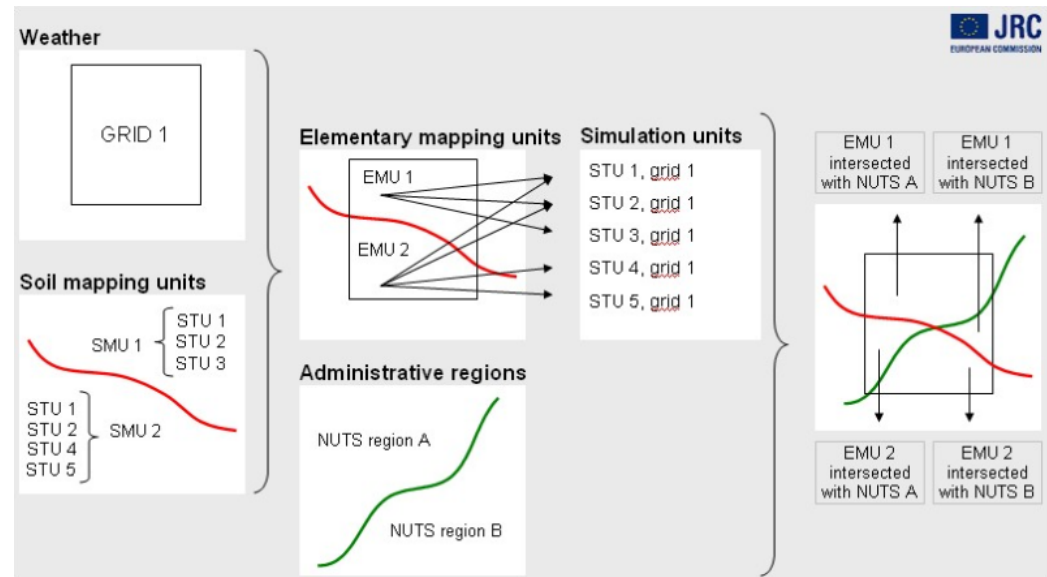 JRC
EUROPEAN COMMISSION
Weather
GRID 1
Soil mapping units
SMU 1
STU 1
STU 2
STU 3
STU 1
STU 2
STU 4
STU 5
SMU 2
Elementary mapping units
EMU 1
EMU 2
Simulation units
STU 1, grid 1
STU 2, grid 1
STU 3, grid 1
STU 4, grid 1
STU 5, grid 1
Administrative regions
NUTS region A
NUTS region B
EMU 1
intersected
with NUTS A
EMU 1
intersected
with NUTS B
EMU 2
intersected
with NUTS A
EMU 2
intersected
with NUTS B